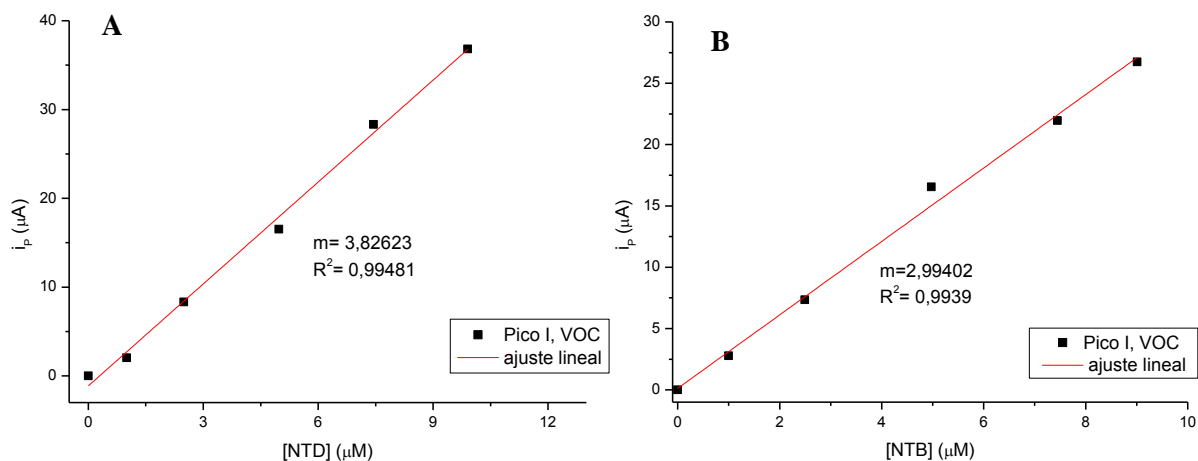 A
40
30
20
10
0
i_P (μA)
m= 3,82623
R²= 0,99481
Pico I, VOC
ajuste lineal
0 3 6 9 12
[NTD] (μM)
B
30
25
20
15
10
5
0
i_P (μA)
m=2,99402
R²= 0,9939
Pico I, VOC
ajuste lineal
0 2 4 6 8 10
[NTB] (μM)